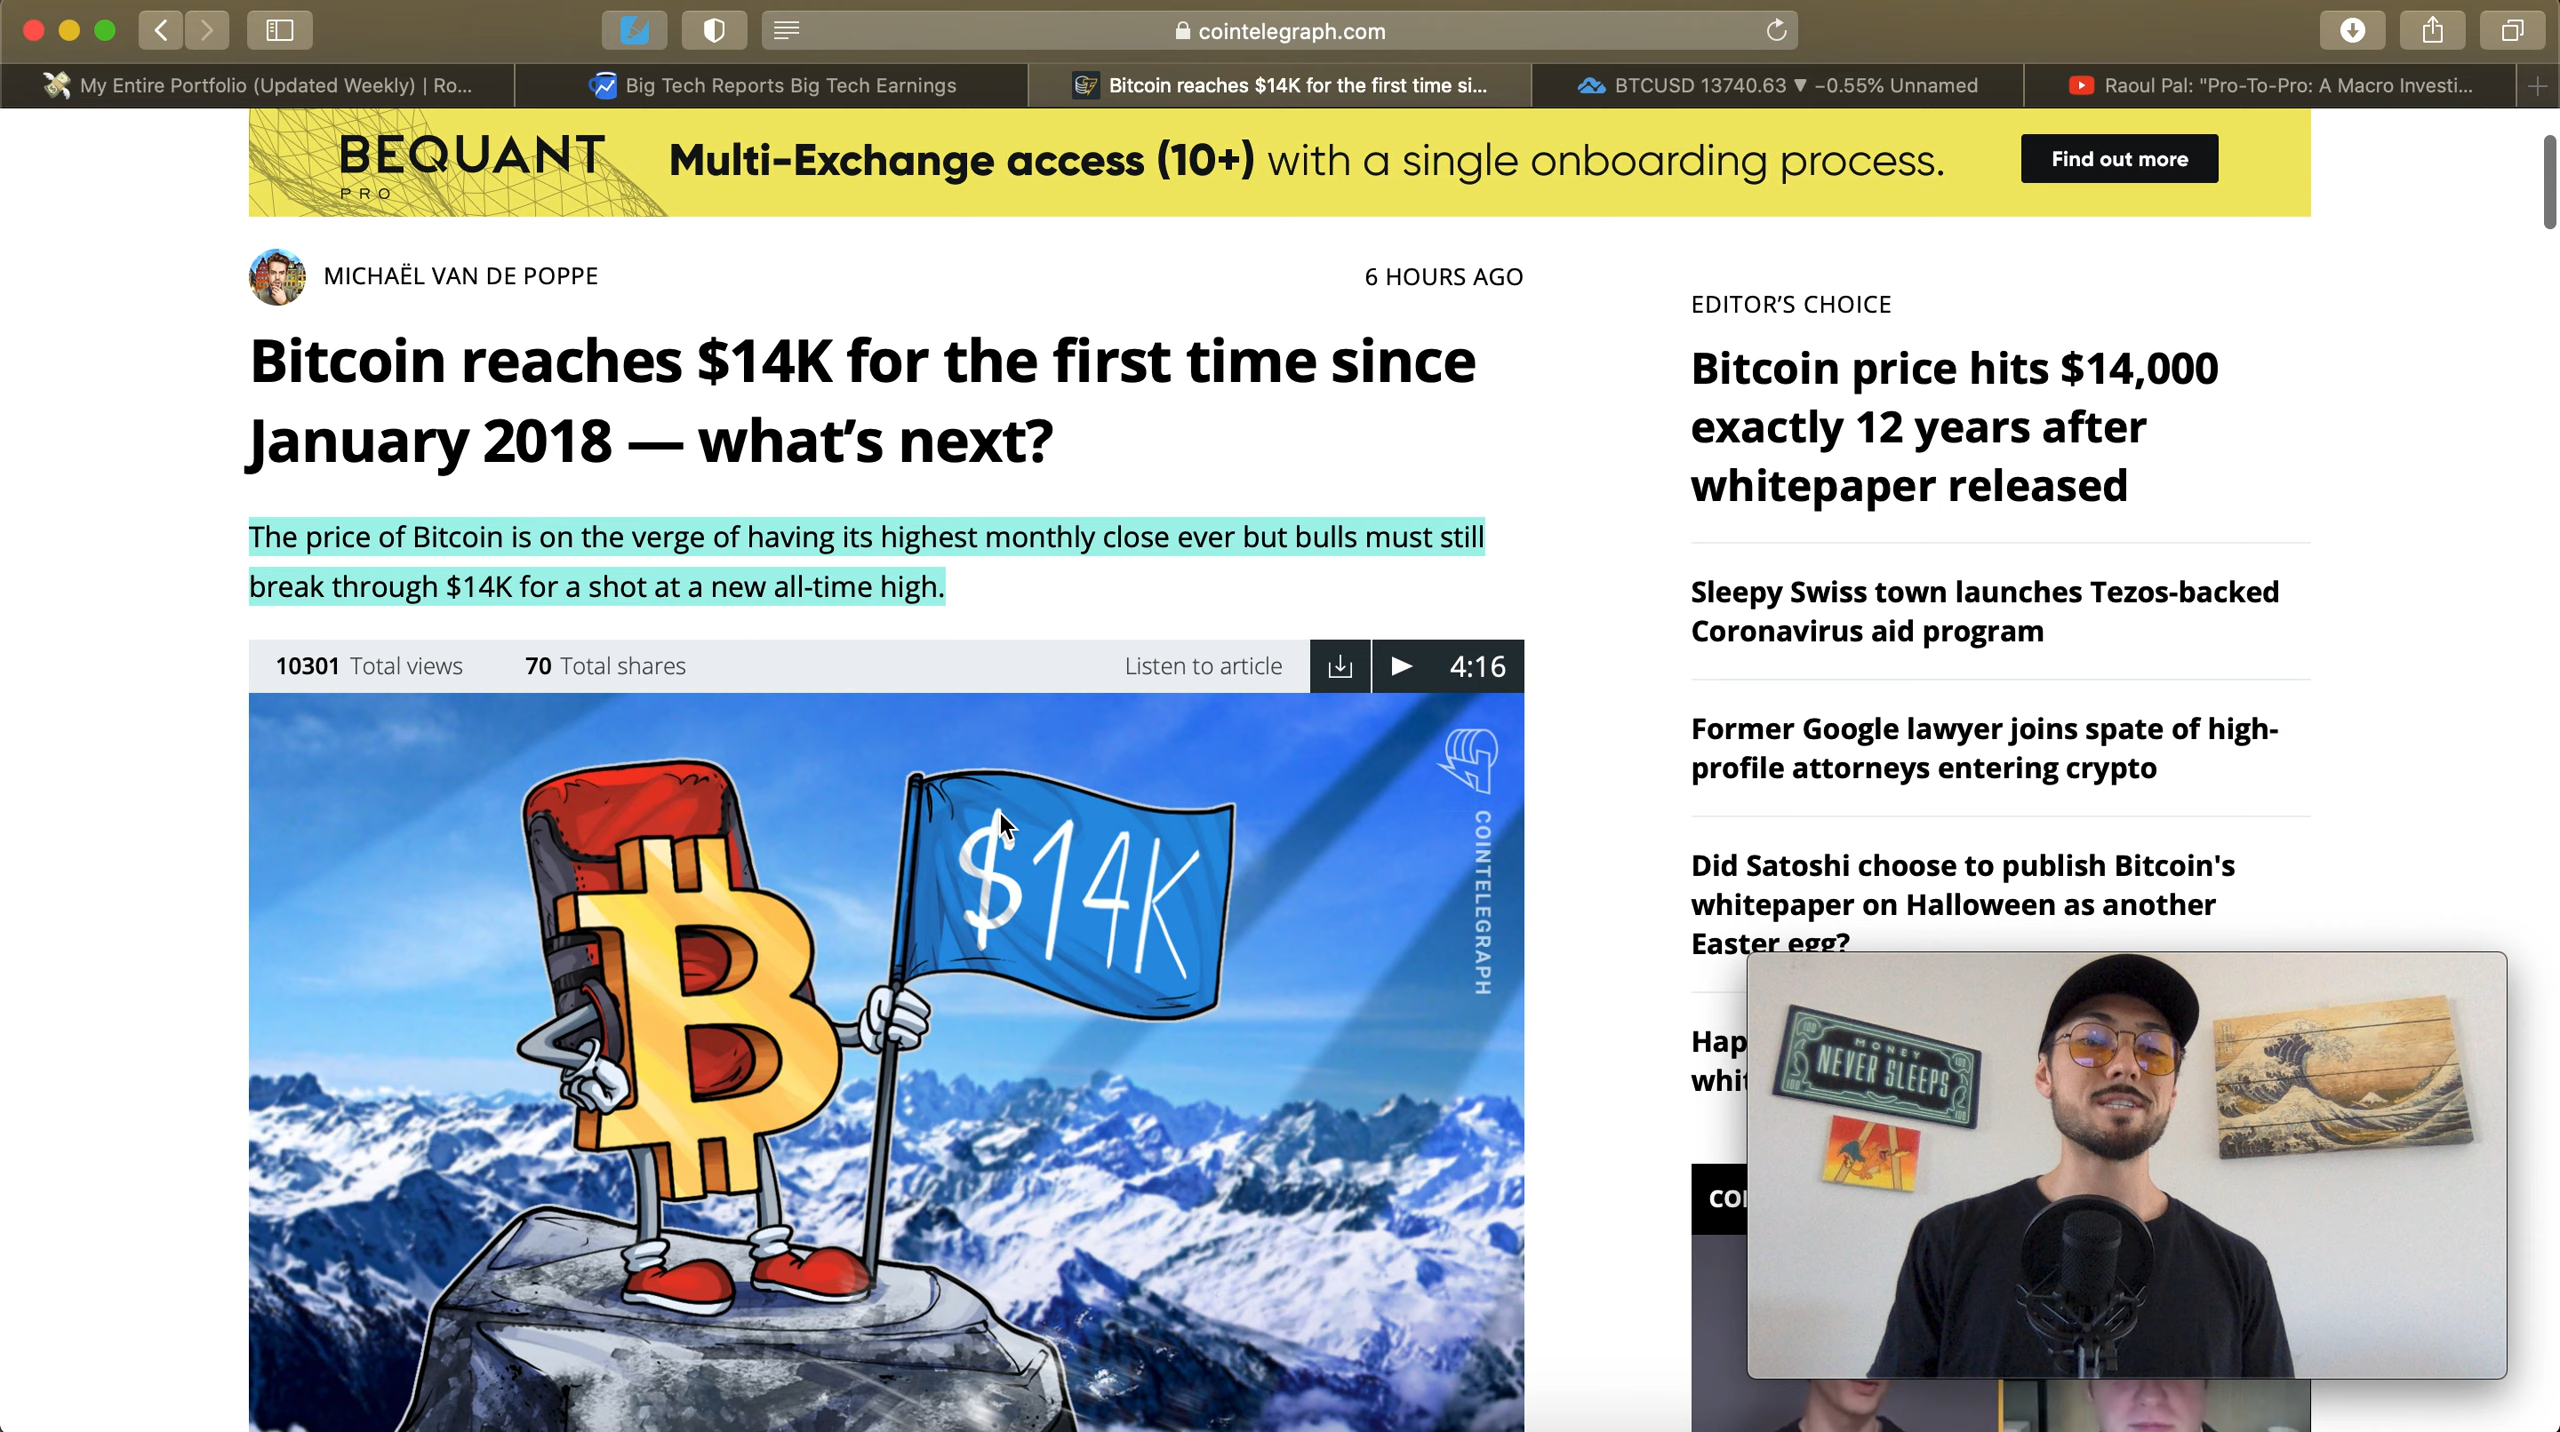 cointelegraph.com
My Entire Portfolio (Updated Weekly) | Ro...
Big Tech Reports Big Tech Earnings
Bitcoin reaches $14K for the first time si...
BTCUSD 13740.63 ▼ −0.55% Unnamed
Raoul Pal: "Pro-To-Pro: A Macro Investi...
BEQUANT
PRO
Multi-Exchange access (10+) with a single onboarding process.
Find out more
MICHAËL VAN DE POPPE
6 HOURS AGO
Bitcoin reaches $14K for the first time since
January 2018 — what's next?
The price of Bitcoin is on the verge of having its highest monthly close ever but bulls must still
break through $14K for a shot at a new all-time high.
10301 Total views
70 Total shares
Listen to article
4:16
$14K
COINTELEGRAPH
EDITOR'S CHOICE
Bitcoin price hits $14,000
exactly 12 years after
whitepaper released
Sleepy Swiss town launches Tezos-backed
Coronavirus aid program
Former Google lawyer joins spate of high-
profile attorneys entering crypto
Did Satoshi choose to publish Bitcoin's
whitepaper on Halloween as another
Easter egg?
Hap
whit
MONEY
NEVER SLEEPS